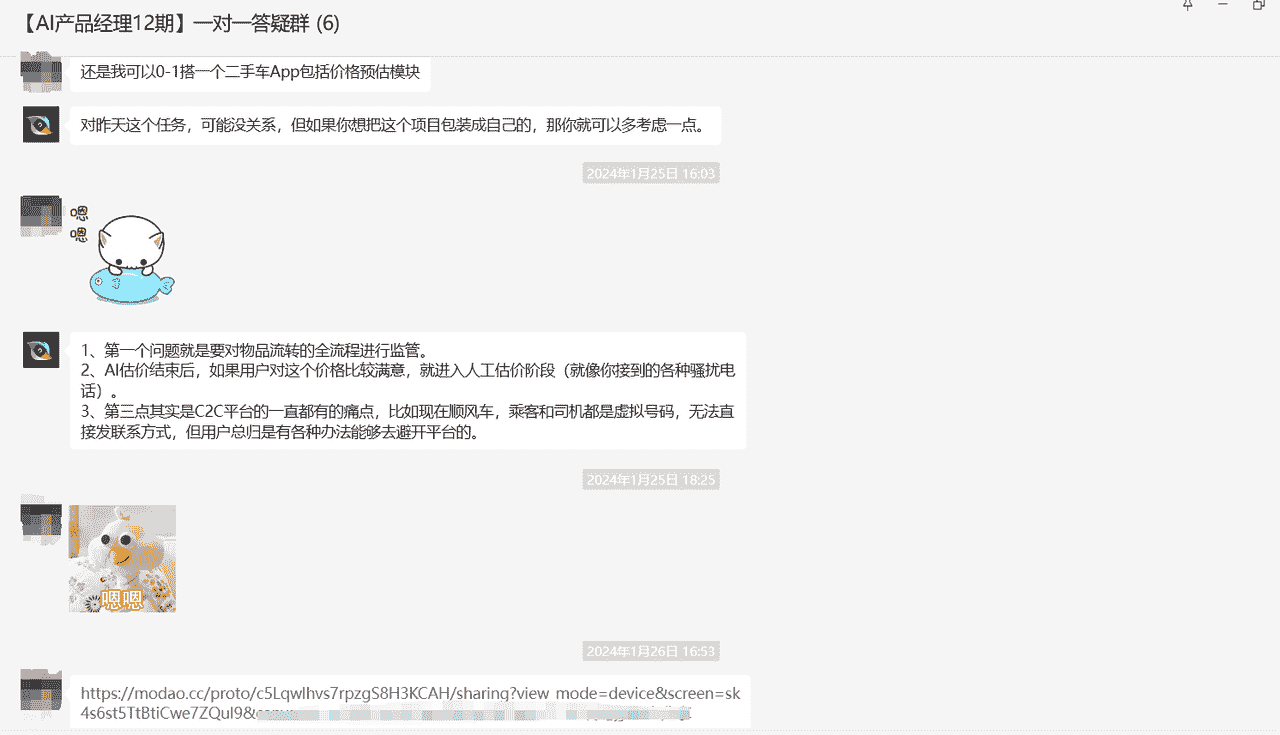 【AI产品经理12期】一对一答疑群 (6)
还是我可以0-1搭一个二手车App包括价格预估模块
对昨天这个任务，可能没关系，但如果你想把这个项目包装成自己的，那你就可以多考虑一点。
2024年1月25日 16:03
嗯
嗯
1、第一个问题就是要对物品流转的全流程进行监管。
2、AI估价结束后，如果用户对这个价格比较满意，就进入人工估价阶段（就像你接到的各种骚扰电
话）。
3、第三点其实是C2C平台的一直都有的痛点，比如现在顺风车，乘客和司机都是虚拟号码，无法直
接发联系方式，但用户总归是有各种办法能够去避开平台的。
2024年1月25日 18:25
嗯嗯
2024年1月26日 16:53
https://modao.cc/proto/c5Lqwlhvs7rpzgS8H3KCAH/sharing?view_mode=device&screen=sk
4s6st5TtBtiCwe7ZQuI9&